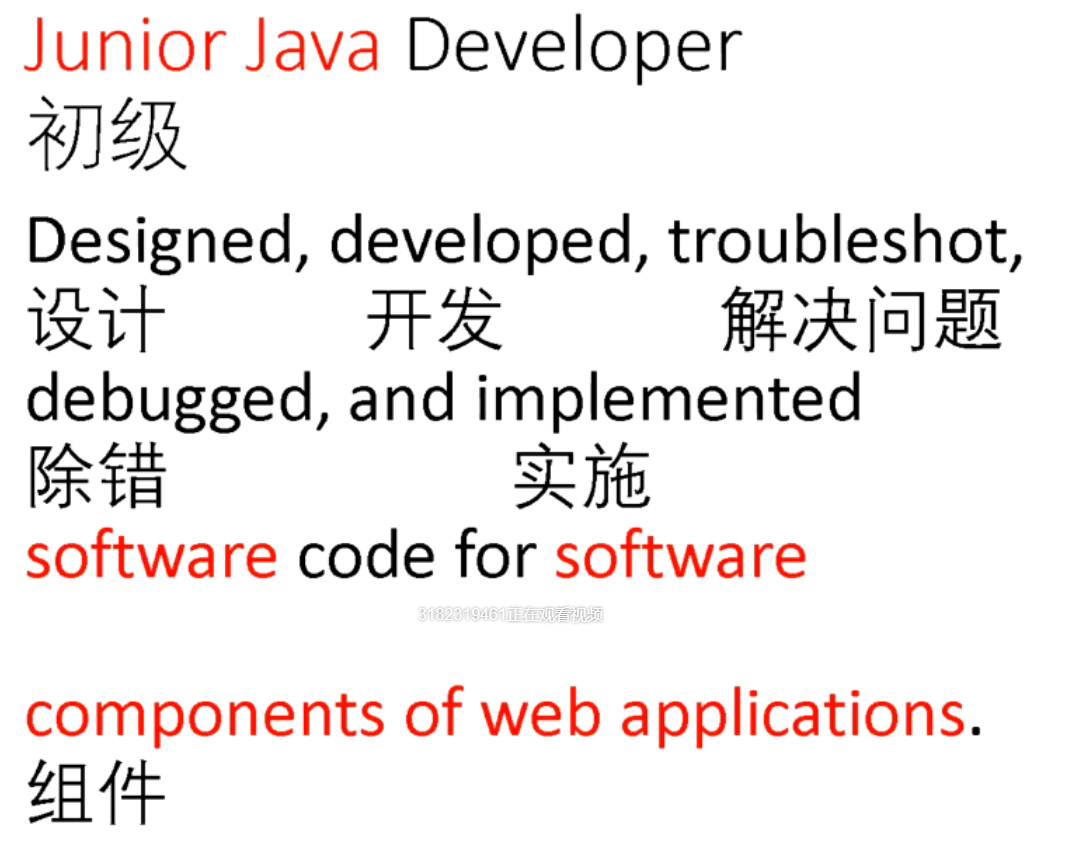 Junior Java Developer
初级
Designed, developed, troubleshot,
设计 开发 解决问题
debugged, and implemented
除错 实施
software code for software
3182319461正在观看视频
components of web applications.
组件